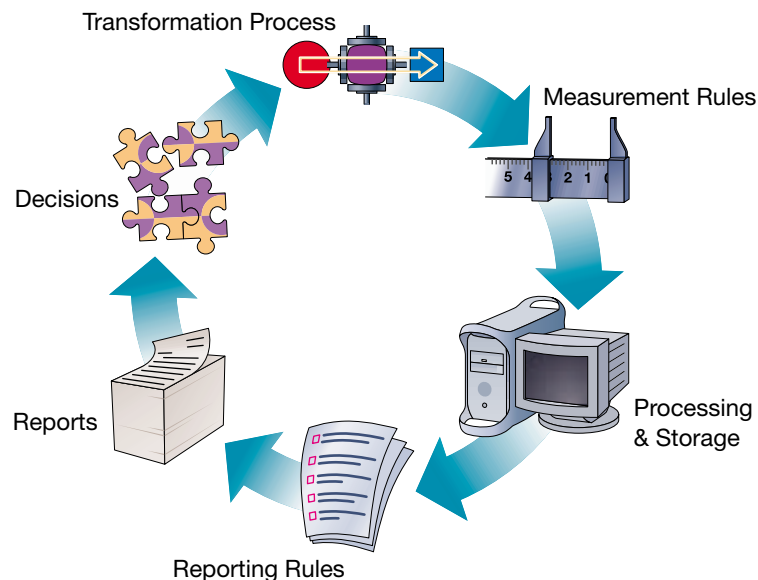 Transformation Process
Measurement Rules
5 4 3 2 1 0
Decisions
Processing
& Storage
Reports
Reporting Rules